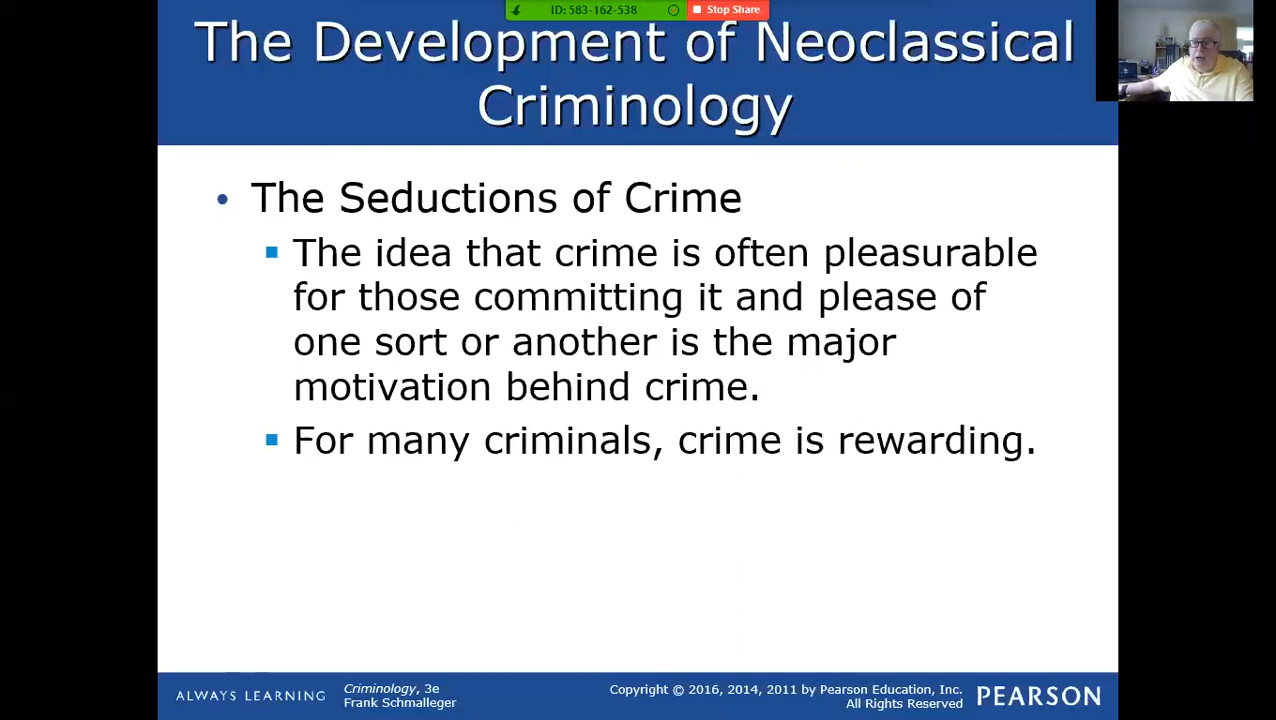 ID: 583-162-538
Stop Share
The Development of Neoclassical
Criminology
• The Seductions of Crime
▪ The idea that crime is often pleasurable
for those committing it and please of
one sort or another is the major
motivation behind crime.
▪ For many criminals, crime is rewarding.
ALWAYS LEARNING
Criminology, 3e
Frank Schmalleger
Copyright © 2016, 2014, 2011 by Pearson Education, Inc.
All Rights Reserved
PEARSON